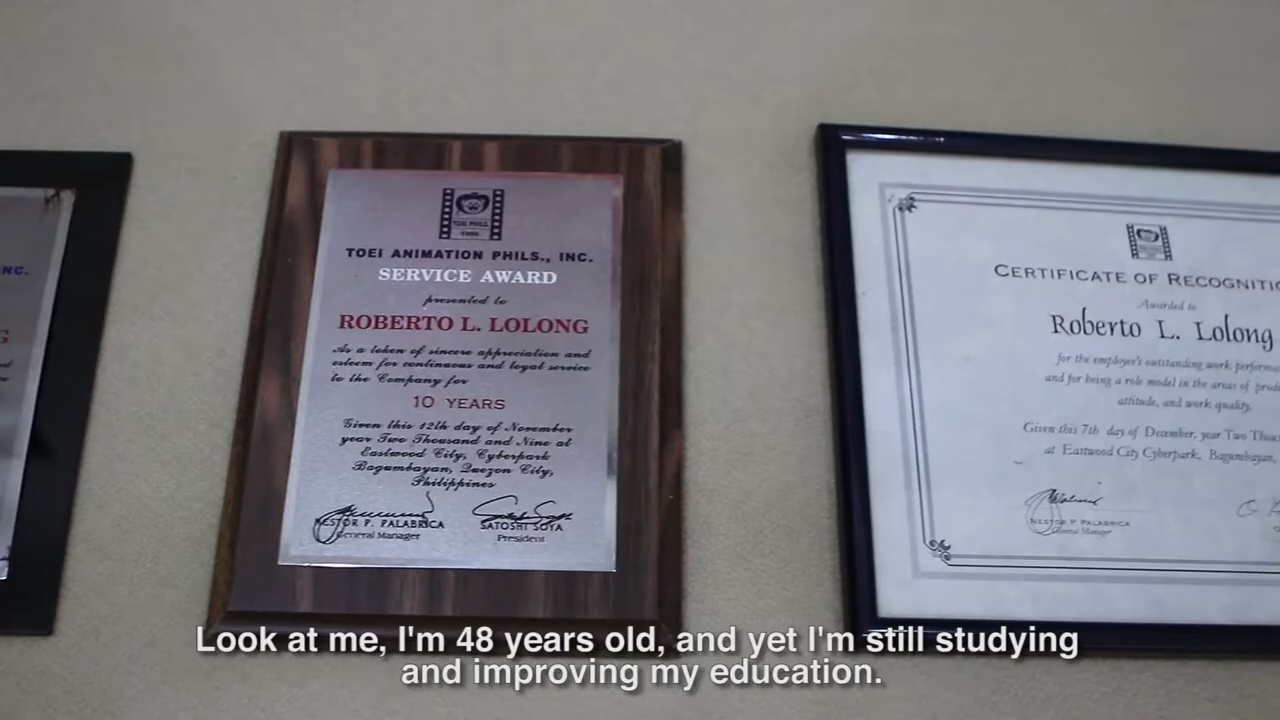 NC.
G
TOEI PHILS
TOEI ANIMATION PHILS., INC.
SERVICE AWARD
presented to
ROBERTO L. LOLONG
As a token of sincere appreciation and
esteem for continuous and loyal service
to the Company for
10 YEARS
Given this 12th day of November
year Two Thousand and Nine at
Eastwood City, Cyberpark
Bagumbayan, Quezon City,
Philippines
NESTOR P. PALABRICA
General Manager
SATOSHI SOYA
President
CERTIFICATE OF RECOGNITIO
Awarded to
Roberto L. Lolong
for the employee's outstanding work performa
and for being a role model in the areas of prod
attitude, and work quality.
Given this 7th day of December, year Two Thous
at Eastwood City Cyberpark, Bagumbayan,
NESTOR P. PALABRICA
General Manager
Look at me, I'm 48 years old, and yet I'm still studying
and improving my education.